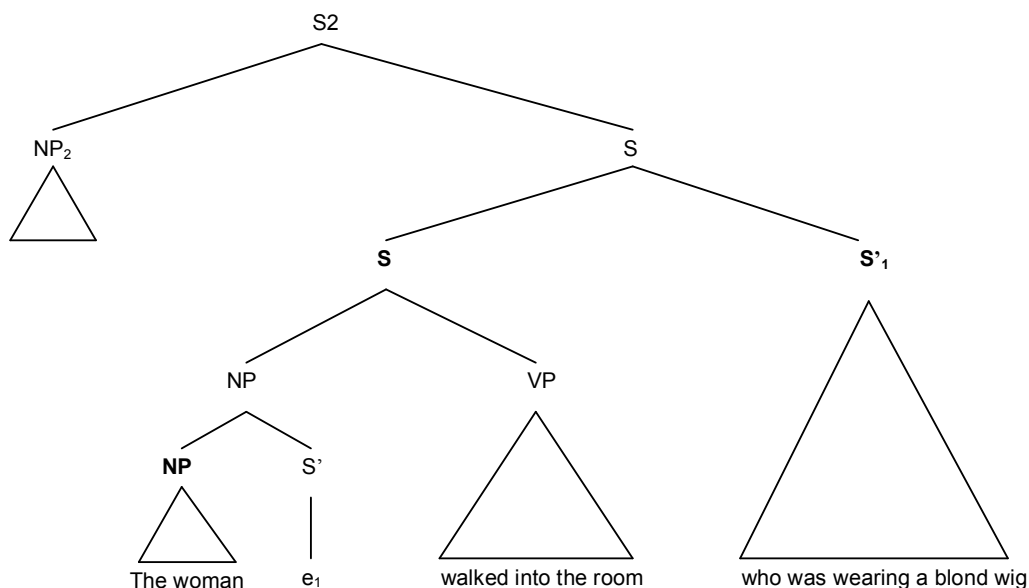 S2
NP₂ S
S S’₁
NP VP
NP S’
The woman e₁ walked into the room who was wearing a blond wig